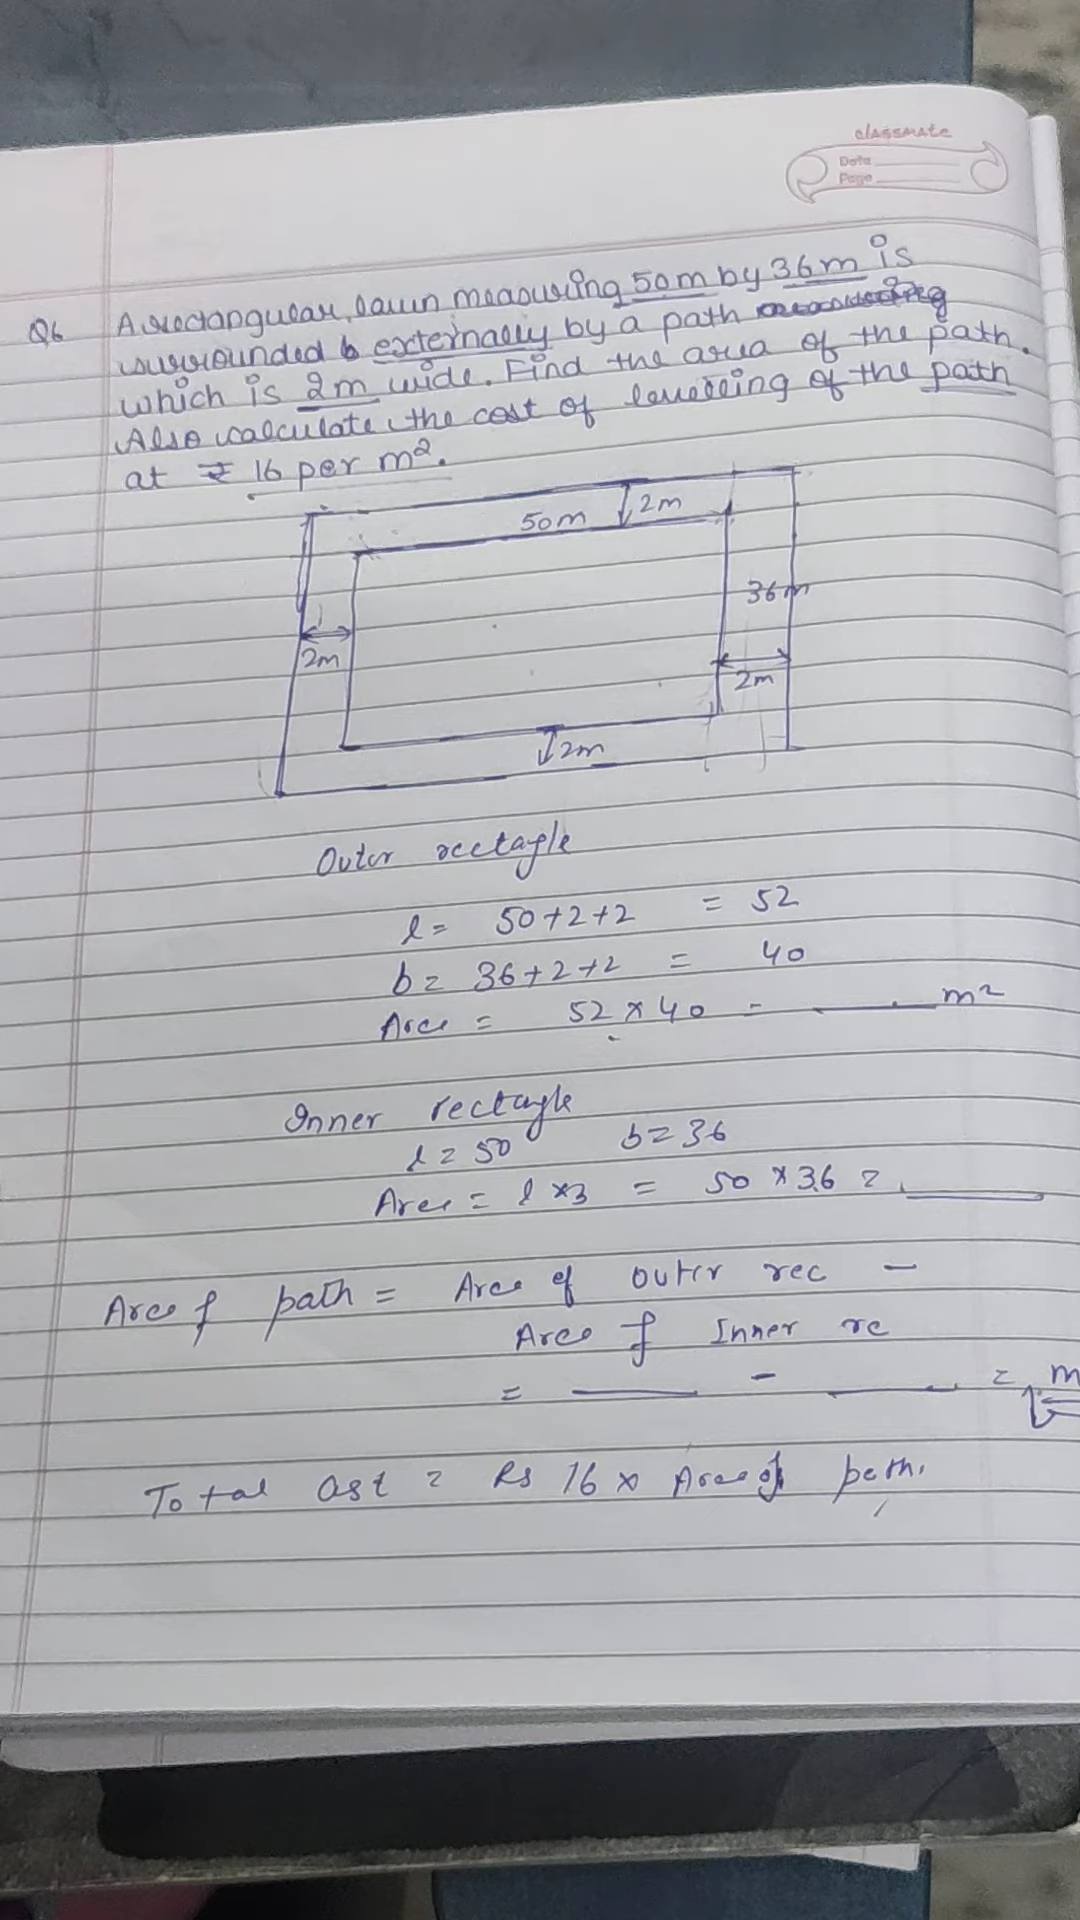 classmate
Date
Page
Q6 A rectangular lawn measuring 50m by 36m is
surrounded b externally by a path
which is 2m wide. Find the area of the path.
Also calculate the cost of levelling of the path
at ₹ 16 per m².
50m 2m
36m
2m
2m
2m
Outer rectagle
l = 50+2+2 = 52
b = 36+2+2 = 40
Area = 52 × 40 = m²
Inner rectagle
l = 50 b = 36
Area = l × 3 = 50 × 36 =
Area of path = Area of outer rec -
Area of Inner re
= - = m
Total ost = Rs 16 × Area of path.